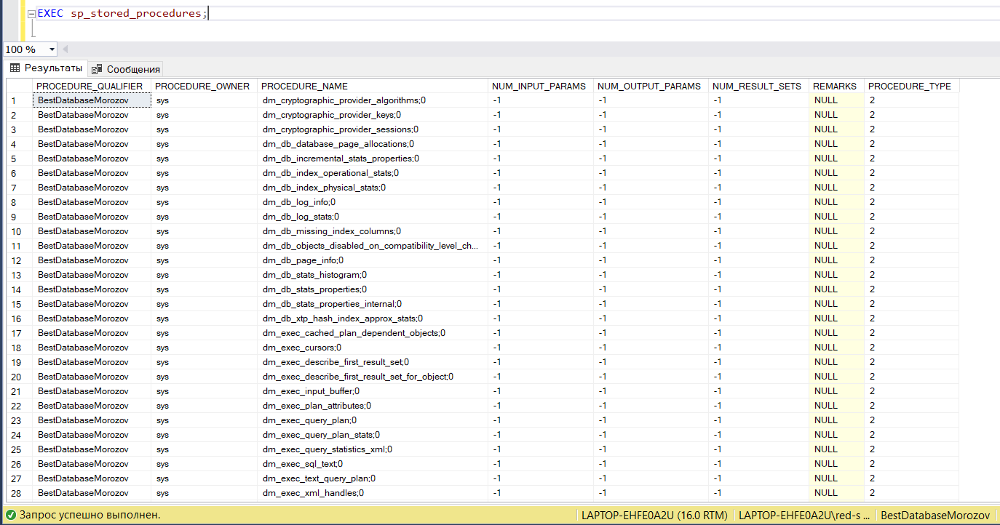 EXEC sp_stored_procedures;
100 %
Результаты Сообщения
PROCEDURE_QUALIFIER PROCEDURE_OWNER PROCEDURE_NAME NUM_INPUT_PARAMS NUM_OUTPUT_PARAMS NUM_RESULT_SETS REMARKS PROCEDURE_TYPE
1 BestDatabaseMorozov sys dm_cryptographic_provider_algorithms;0 -1 -1 -1 NULL 2
2 BestDatabaseMorozov sys dm_cryptographic_provider_keys;0 -1 -1 -1 NULL 2
3 BestDatabaseMorozov sys dm_cryptographic_provider_sessions;0 -1 -1 -1 NULL 2
4 BestDatabaseMorozov sys dm_db_database_page_allocations;0 -1 -1 -1 NULL 2
5 BestDatabaseMorozov sys dm_db_incremental_stats_properties;0 -1 -1 -1 NULL 2
6 BestDatabaseMorozov sys dm_db_index_operational_stats;0 -1 -1 -1 NULL 2
7 BestDatabaseMorozov sys dm_db_index_physical_stats;0 -1 -1 -1 NULL 2
8 BestDatabaseMorozov sys dm_db_log_info;0 -1 -1 -1 NULL 2
9 BestDatabaseMorozov sys dm_db_log_stats;0 -1 -1 -1 NULL 2
10 BestDatabaseMorozov sys dm_db_missing_index_columns;0 -1 -1 -1 NULL 2
11 BestDatabaseMorozov sys dm_db_objects_disabled_on_compatibility_level_ch... -1 -1 -1 NULL 2
12 BestDatabaseMorozov sys dm_db_page_info;0 -1 -1 -1 NULL 2
13 BestDatabaseMorozov sys dm_db_stats_histogram;0 -1 -1 -1 NULL 2
14 BestDatabaseMorozov sys dm_db_stats_properties;0 -1 -1 -1 NULL 2
15 BestDatabaseMorozov sys dm_db_stats_properties_internal;0 -1 -1 -1 NULL 2
16 BestDatabaseMorozov sys dm_db_xtp_hash_index_approx_stats;0 -1 -1 -1 NULL 2
17 BestDatabaseMorozov sys dm_exec_cached_plan_dependent_objects;0 -1 -1 -1 NULL 2
18 BestDatabaseMorozov sys dm_exec_cursors;0 -1 -1 -1 NULL 2
19 BestDatabaseMorozov sys dm_exec_describe_first_result_set;0 -1 -1 -1 NULL 2
20 BestDatabaseMorozov sys dm_exec_describe_first_result_set_for_object;0 -1 -1 -1 NULL 2
21 BestDatabaseMorozov sys dm_exec_input_buffer;0 -1 -1 -1 NULL 2
22 BestDatabaseMorozov sys dm_exec_plan_attributes;0 -1 -1 -1 NULL 2
23 BestDatabaseMorozov sys dm_exec_query_plan;0 -1 -1 -1 NULL 2
24 BestDatabaseMorozov sys dm_exec_query_plan_stats;0 -1 -1 -1 NULL 2
25 BestDatabaseMorozov sys dm_exec_query_statistics_xml;0 -1 -1 -1 NULL 2
26 BestDatabaseMorozov sys dm_exec_sql_text;0 -1 -1 -1 NULL 2
27 BestDatabaseMorozov sys dm_exec_text_query_plan;0 -1 -1 -1 NULL 2
28 BestDatabaseMorozov sys dm_exec_xml_handles;0 -1 -1 -1 NULL 2
Запрос успешно выполнен. LAPTOP-EHFE0A2U (16.0 RTM) LAPTOP-EHFE0A2U\red-s ... BestDatabaseMorozov